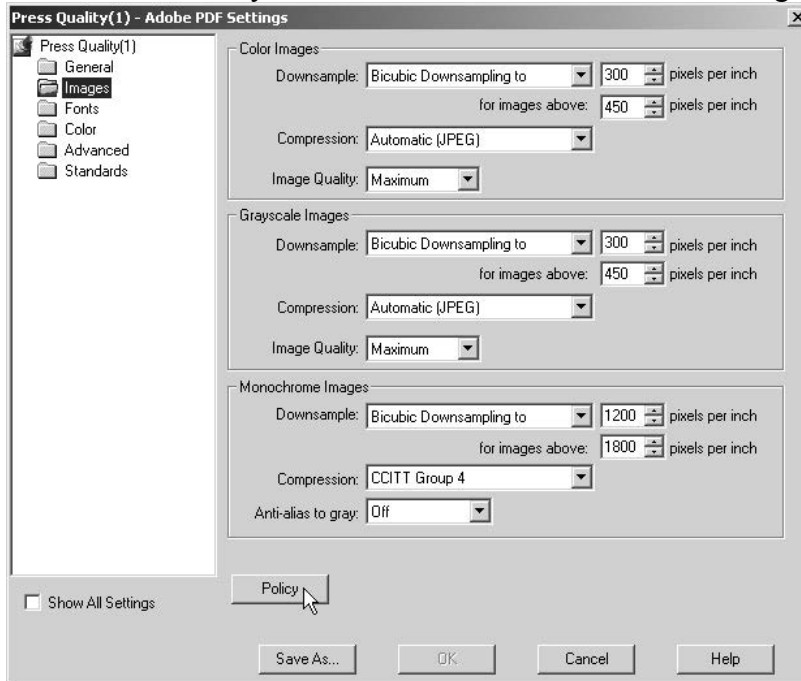 Press Quality(1) - Adobe PDF Settings
Press Quality(1)
General
Images
Fonts
Color
Advanced
Standards
Show All Settings
Color Images
Downsample: Bicubic Downsampling to 300 pixels per inch
for images above: 450 pixels per inch
Compression: Automatic (JPEG)
Image Quality: Maximum
Grayscale Images
Downsample: Bicubic Downsampling to 300 pixels per inch
for images above: 450 pixels per inch
Compression: Automatic (JPEG)
Image Quality: Maximum
Monochrome Images
Downsample: Bicubic Downsampling to 1200 pixels per inch
for images above: 1800 pixels per inch
Compression: CCITT Group 4
Anti-alias to gray: Off
Policy
Save As... OK Cancel Help